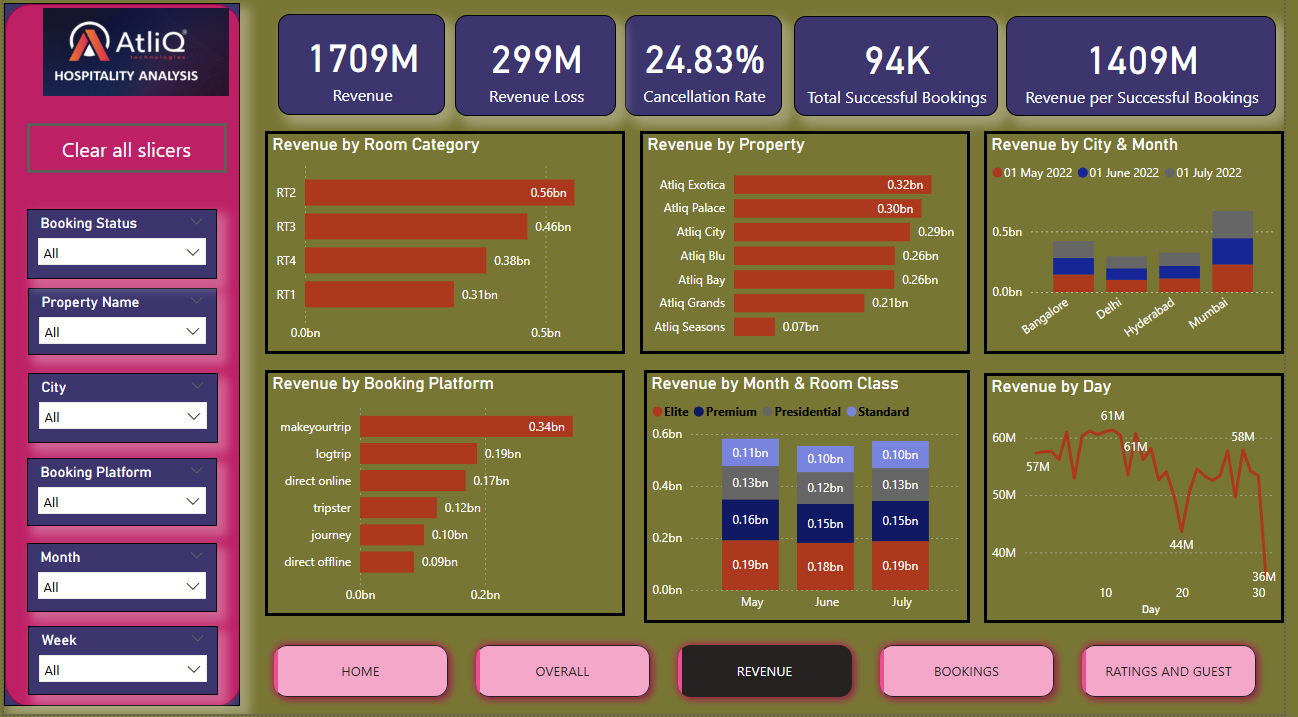 AtliQ
technologies
HOSPITALITY ANALYSIS
Clear all slicers
Booking Status
All
Property Name
All
City
All
Booking Platform
All
Month
All
Week
All
1709M
Revenue
299M
Revenue Loss
24.83%
Cancellation Rate
94K
Total Successful Bookings
1409M
Revenue per Successful Bookings
Revenue by Room Category
RT2 0.56bn
RT3 0.46bn
RT4 0.38bn
RT1 0.31bn
0.0bn 0.5bn
Revenue by Property
Atliq Exotica 0.32bn
Atliq Palace 0.30bn
Atliq City 0.29bn
Atliq Blu 0.26bn
Atliq Bay 0.26bn
Atliq Grands 0.21bn
Atliq Seasons 0.07bn
Revenue by City & Month
01 May 2022 01 June 2022 01 July 2022
0.5bn
0.0bn
Bangalore Delhi Hyderabad Mumbai
Revenue by Booking Platform
makeyourtrip 0.34bn
logtrip 0.19bn
direct online 0.17bn
tripster 0.12bn
journey 0.10bn
direct offline 0.09bn
0.0bn 0.2bn
Revenue by Month & Room Class
Elite Premium Presidential Standard
0.6bn
0.4bn
0.2bn
0.0bn
0.11bn 0.10bn 0.10bn
0.13bn 0.12bn 0.13bn
0.16bn 0.15bn 0.15bn
0.19bn 0.18bn 0.19bn
May June July
Revenue by Day
61M
60M 61M 58M
57M
50M
44M
40M
36M
10 20 30
Day
HOME
OVERALL
REVENUE
BOOKINGS
RATINGS AND GUEST